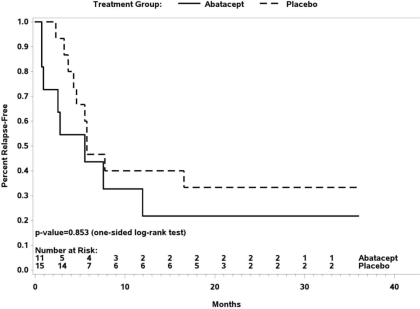 Treatment Group: Abatacept Placebo
1.0
0.9
0.8
0.7
0.6
0.5
0.4
0.3
0.2
0.1
0.0
Percent Relapse-Free
p-value=0.853 (one-sided log-rank test)
Number at Risk:
11 5 4 3 2 2 2 2 2 2 1 1 Abatacept
15 14 7 6 6 6 5 3 2 2 2 2 Placebo
0 10 20 30 40
Months